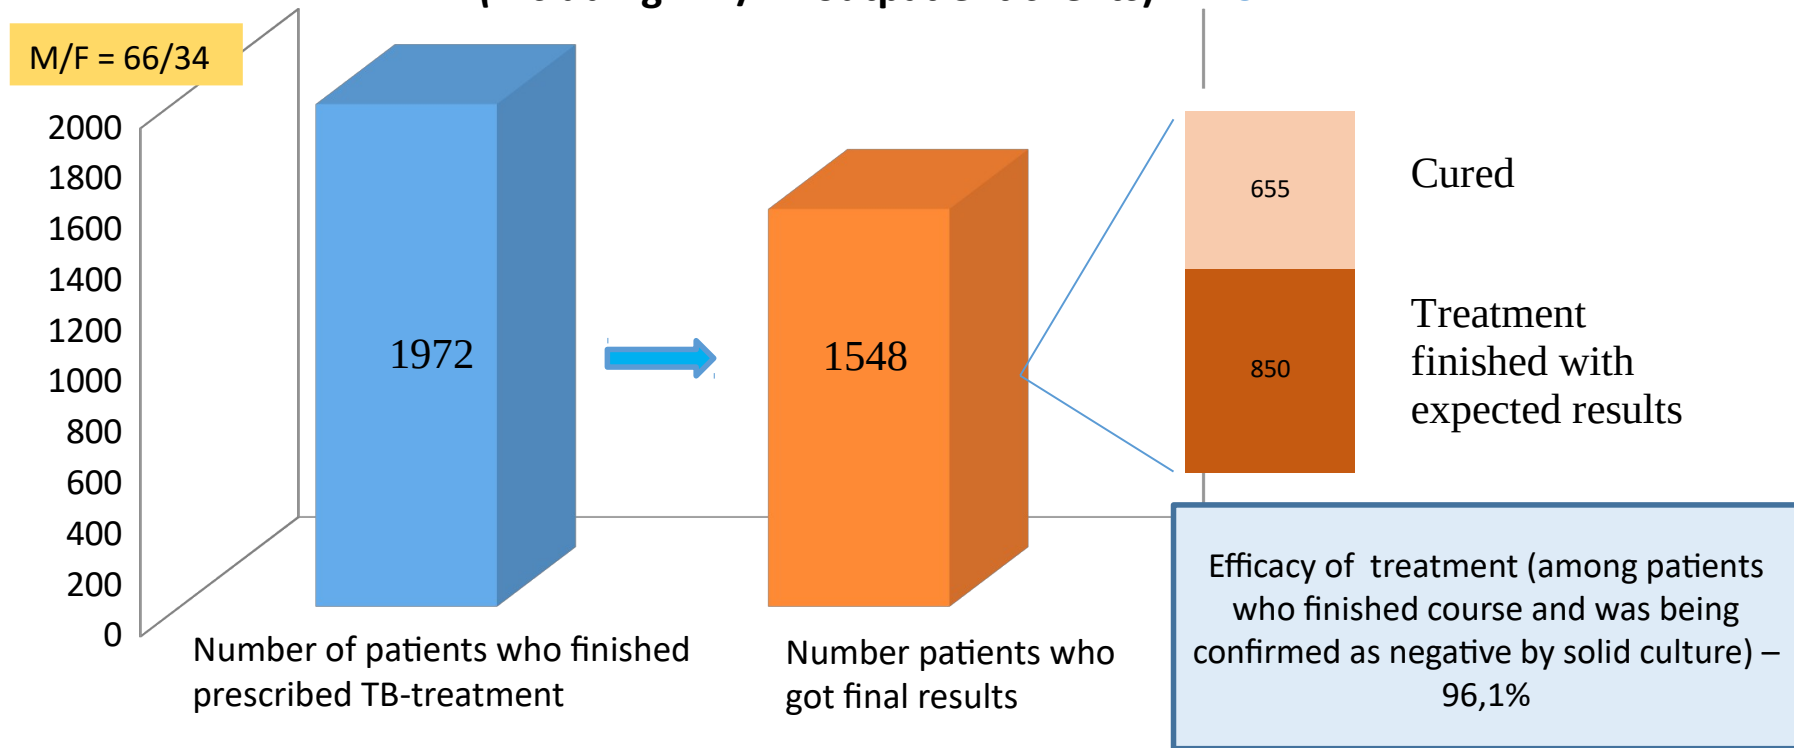 M/F = 66/34
2000
1800
1600
1400
1200
1000
800
600
400
200
0
1972
1548
655
850
Cured
Treatment
finished with
expected results
Number of patients who finished
prescribed TB-treatment
Number patients who
got final results
Efficacy of  treatment (among patients
who finished course and was being
confirmed as negative by solid culture) –
96,1%